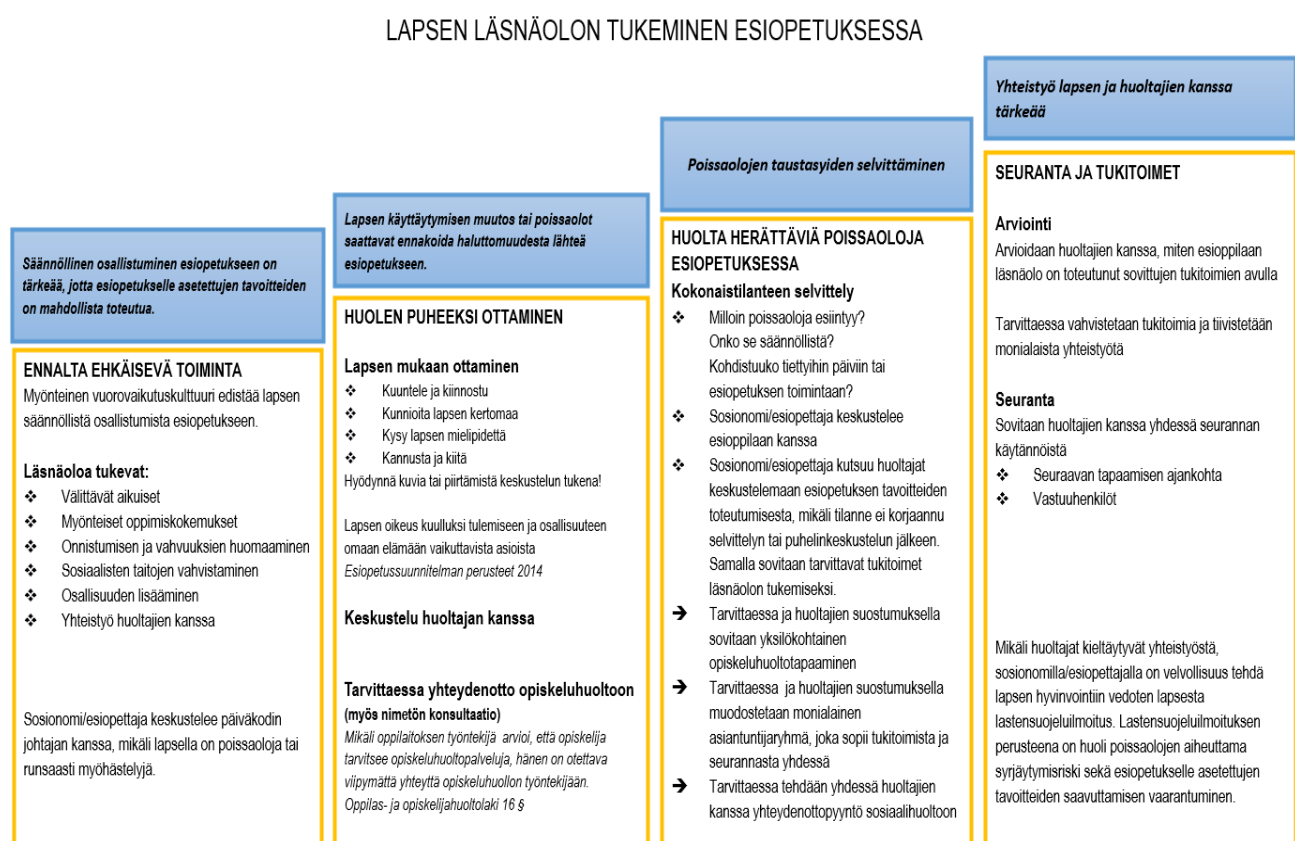 LAPSEN LÄSNÄOLON TUKEMINEN ESIOPETUKSESSA
Säännöllinen osallistuminen esiopetukseen on
tärkeää, jotta esiopetukselle asetettujen tavoitteiden
on mahdollista toteutua.
ENNALTA EHKÄISEVÄ TOIMINTA
Myönteinen vuorovaikutuskulttuuri edistää lapsen
säännöllistä osallistumista esiopetukseen.
Läsnäoloa tukevat:
❖ Välittävät aikuiset
❖ Myönteiset oppimiskokemukset
❖ Onnistumisen ja vahvuuksien huomaaminen
❖ Sosiaalisten taitojen vahvistaminen
❖ Osallisuuden lisääminen
❖ Yhteistyö huoltajien kanssa
Sosionomi/esiopettaja keskustelee päiväkodin
johtajan kanssa, mikäli lapsella on poissaoloja tai
runsaasti myöhästelyjä.
Lapsen käyttäytymisen muutos tai poissaolot
saattavat ennakoida haluttomuudesta lähteä
esiopetukseen.
HUOLEN PUHEEKSI OTTAMINEN
Lapsen mukaan ottaminen
❖ Kuuntele ja kiinnostu
❖ Kunnioita lapsen kertomaa
❖ Kysy lapsen mielipidettä
❖ Kannusta ja kiitä
Hyödynnä kuvia tai piirtämistä keskustelun tukena!
Lapsen oikeus kuulluksi tulemiseen ja osallisuuteen
omaan elämään vaikuttavista asioista
Esiopetussuunnitelman perusteet 2014
Keskustelu huoltajan kanssa
Tarvittaessa yhteydenotto opiskeluhuoltoon
(myös nimetön konsultaatio)
Mikäli oppilaitoksen työntekijä arvioi, että opiskelija
tarvitsee opiskeluhuoltopalveluja, hänen on otettava
viipymättä yhteyttä opiskeluhuollon työntekijään.
Oppilas- ja opiskelijahuoltolaki 16 §
Poissaolojen taustasyiden selvittäminen
HUOLTA HERÄTTÄVIÄ POISSAOLOJA
ESIOPETUKSESSA
Kokonaistilanteen selvittely
❖ Milloin poissaoloja esiintyy?
Onko se säännöllistä?
Kohdistuuko tiettyihin päiviin tai
esiopetuksen toimintaan?
❖ Sosionomi/esiopettaja keskustelee
esioppilaan kanssa
❖ Sosionomi/esiopettaja kutsuu huoltajat
keskustelemaan esiopetuksen tavoitteiden
toteutumisesta, mikäli tilanne ei korjaannu
selvittelyn tai puhelinkeskustelun jälkeen.
Samalla sovitaan tarvittavat tukitoimet
läsnäolon tukemiseksi.
➔ Tarvittaessa ja huoltajien suostumuksella
sovitaan yksilökohtainen
opiskeluhuoltotapaaminen
➔ Tarvittaessa ja huoltajien suostumuksella
muodostetaan monialainen
asiantuntijaryhmä, joka sopii tukitoimista ja
seurannasta yhdessä
➔ Tarvittaessa tehdään yhdessä huoltajien
kanssa yhteydenottopyyntö sosiaalihuoltoon
Yhteistyö lapsen ja huoltajien kanssa
tärkeää
SEURANTA JA TUKITOIMET
Arviointi
Arvioidaan huoltajien kanssa, miten esioppilaan
läsnäolo on toteutunut sovittujen tukitoimien avulla
Tarvittaessa vahvistetaan tukitoimia ja tiivistetään
monialaista yhteistyötä
Seuranta
Sovitaan huoltajien kanssa yhdessä seurannan
käytännöistä
❖ Seuraavan tapaamisen ajankohta
❖ Vastuuhenkilöt
Mikäli huoltajat kieltäytyvät yhteistyöstä,
sosionomilla/esiopettajalla on velvollisuus tehdä
lapsen hyvinvointiin vedoten lapsesta
lastensuojeluilmoitus. Lastensuojeluilmoituksen
perusteena on huoli poissaolojen aiheuttama
syrjäytymisriski sekä esiopetukselle asetettujen
tavoitteiden saavuttamisen vaarantuminen.